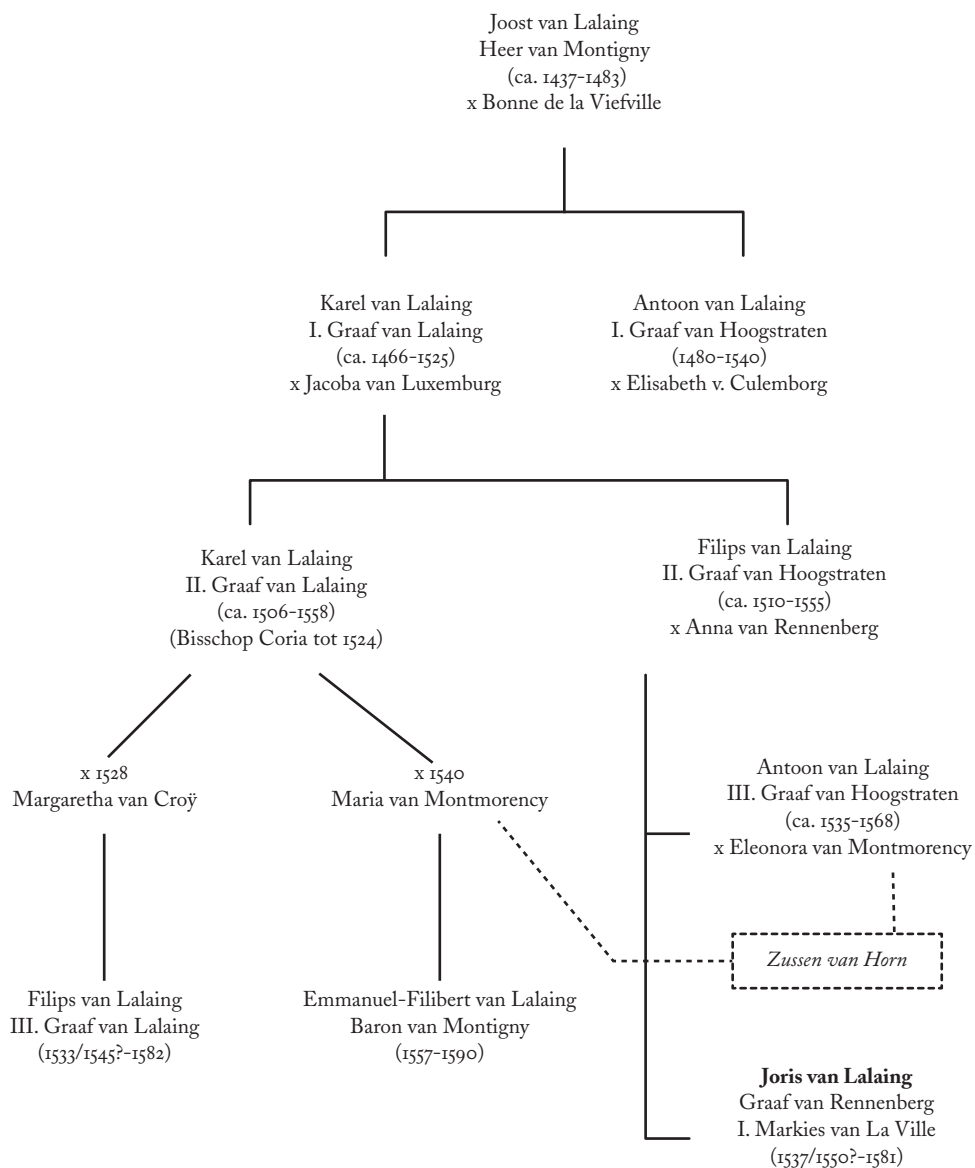 Joost van Lalaing
Heer van Montigny
(ca. 1437-1483)
x Bonne de la Viefville
Karel van Lalaing
I. Graaf van Lalaing
(ca. 1466-1525)
x Jacoba van Luxemburg
Antoon van Lalaing
I. Graaf van Hoogstraten
(1480-1540)
x Elisabeth v. Culemborg
Karel van Lalaing
II. Graaf van Lalaing
(ca. 1506-1558)
(Bisschop Coria tot 1524)
Filips van Lalaing
II. Graaf van Hoogstraten
(ca. 1510-1555)
x Anna van Rennenberg
x 1528
Margaretha van Croÿ
x 1540
Maria van Montmorency
Antoon van Lalaing
III. Graaf van Hoogstraten
(ca. 1535-1568)
x Eleonora van Montmorency
Zussen van Horn
Filips van Lalaing
III. Graaf van Lalaing
(1533/1545?-1582)
Emmanuel-Filibert van Lalaing
Baron van Montigny
(1557-1590)
Joris van Lalaing
Graaf van Rennenberg
I. Markies van La Ville
(1537/1550?-1581)